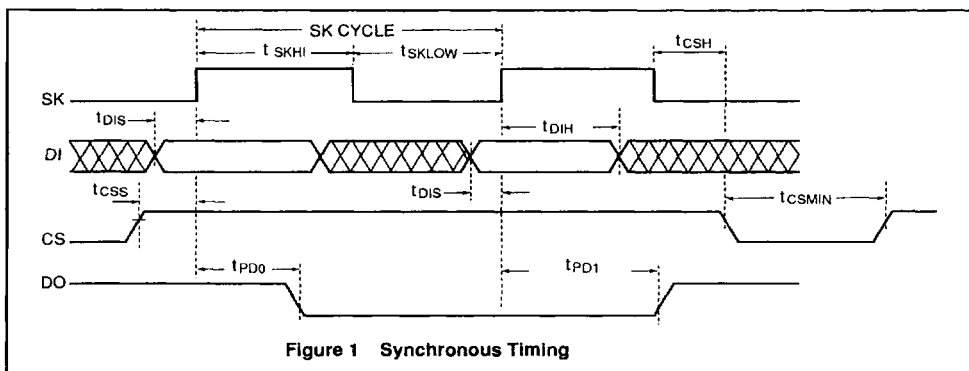 SK CYCLE
tSKHI tSKLOW tCSH
SK
tDIS tDIH
DI
tCSS tDIS tCSMIN
CS
tPD0 tPD1
DO
Figure 1 Synchronous Timing